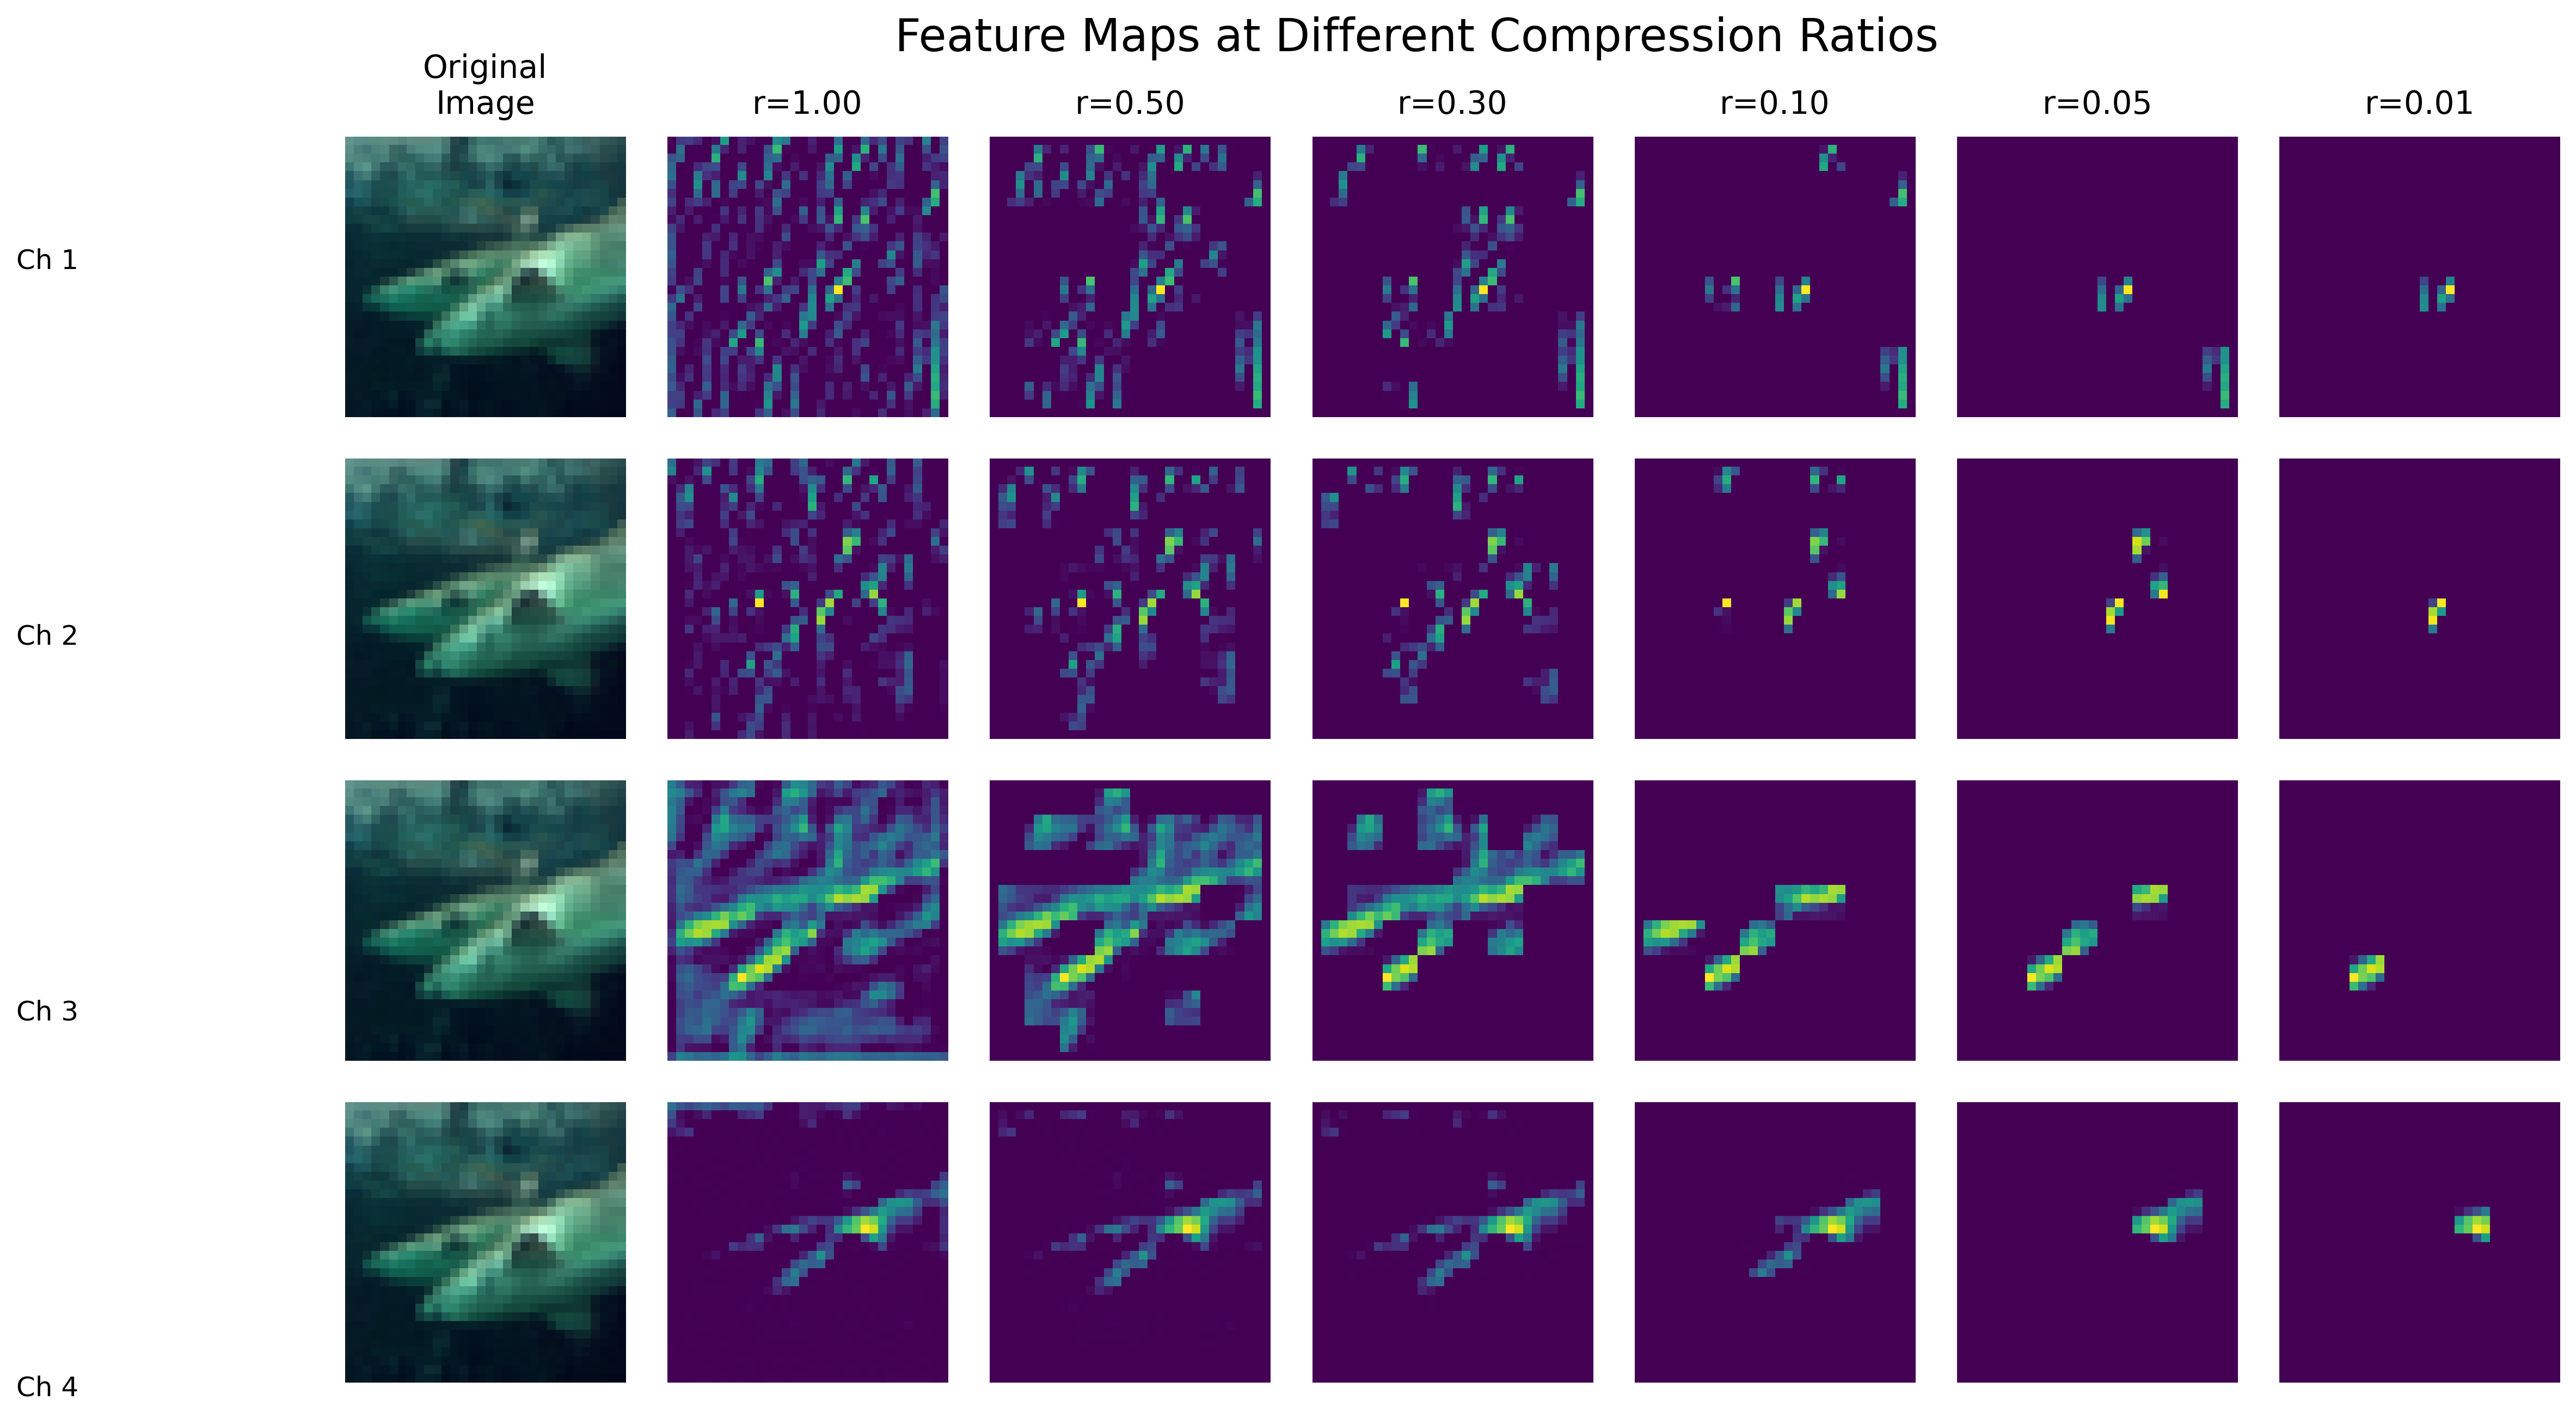 Feature Maps at Different Compression Ratios
Original
Image
r=1.00
r=0.50
r=0.30
r=0.10
r=0.05
r=0.01
Ch 1
Ch 2
Ch 3
Ch 4